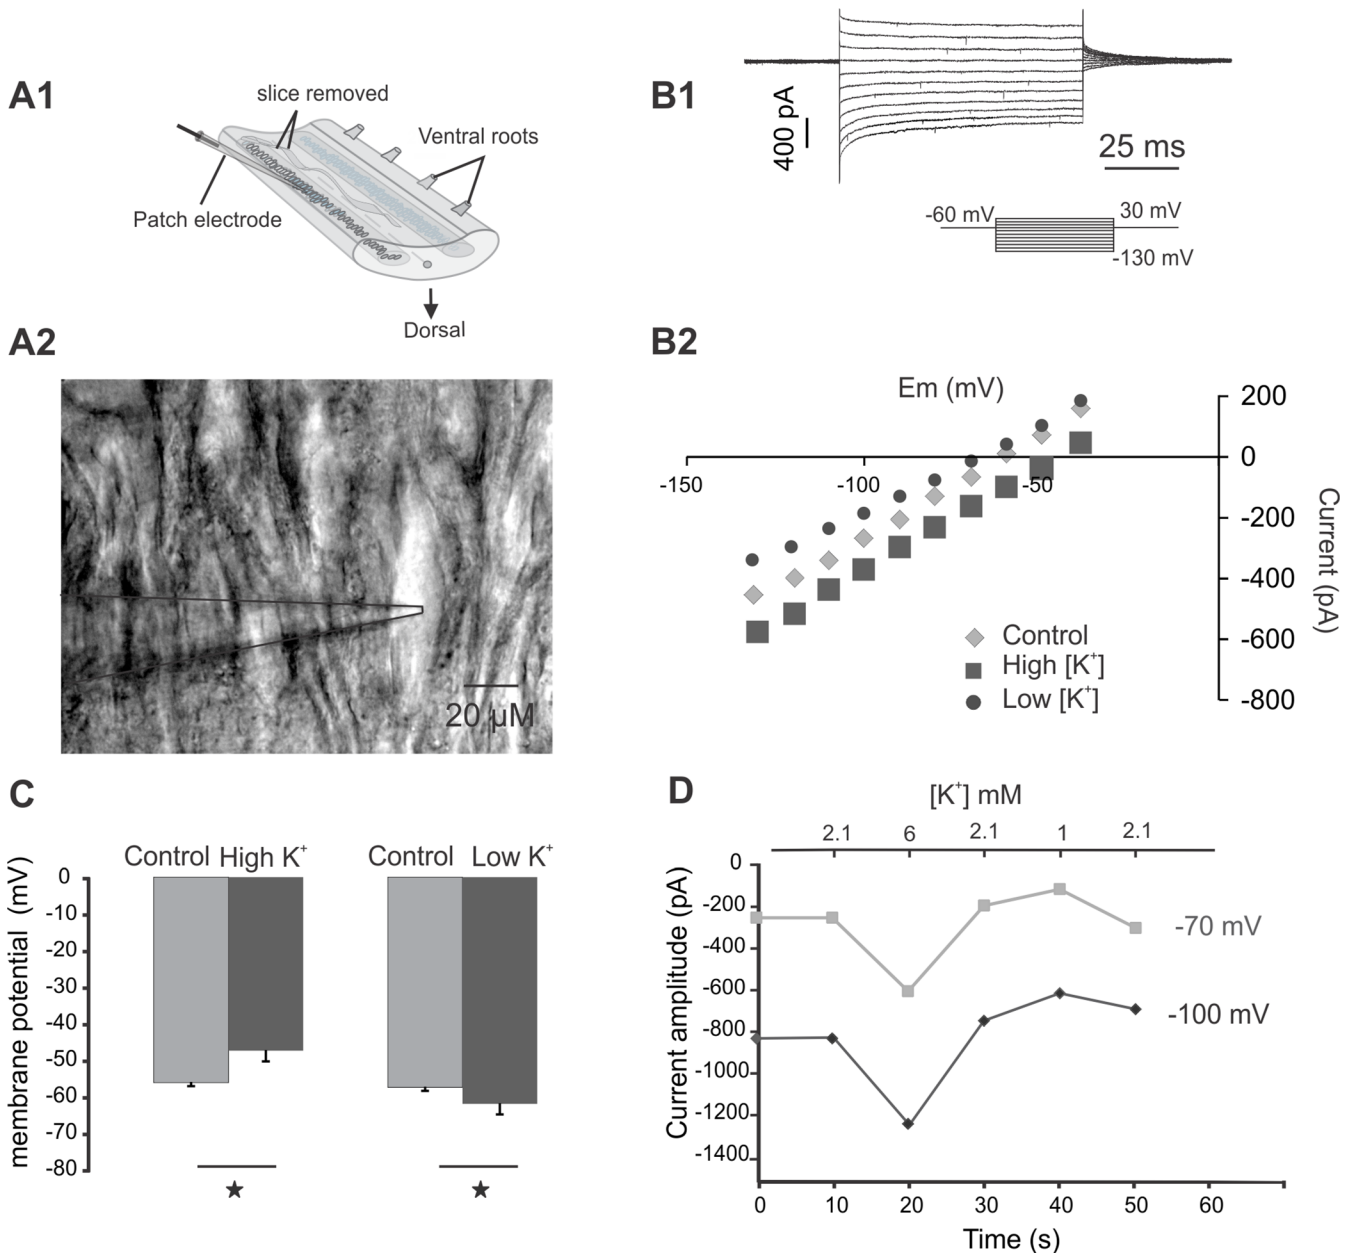 A1
slice removed
Ventral roots
Patch electrode
Dorsal
B1
400 pA
25 ms
-60 mV
30 mV
-130 mV
A2
20 µM
B2
Em (mV)
200
0
-200
-400
-600
-800
-150
-100
-50
Current (pA)
Control
High [K+]
Low [K+]
C
Control High K+
Control Low K+
membrane potential (mV)
0
-10
-20
-30
-40
-50
-60
-70
-80
★ ★
D
[K+] mM
2.1 6 2.1 1 2.1
Current amplitude (pA)
0
-200
-400
-600
-800
-1000
-1200
-1400
-70 mV
-100 mV
0 10 20 30 40 50 60
Time (s)